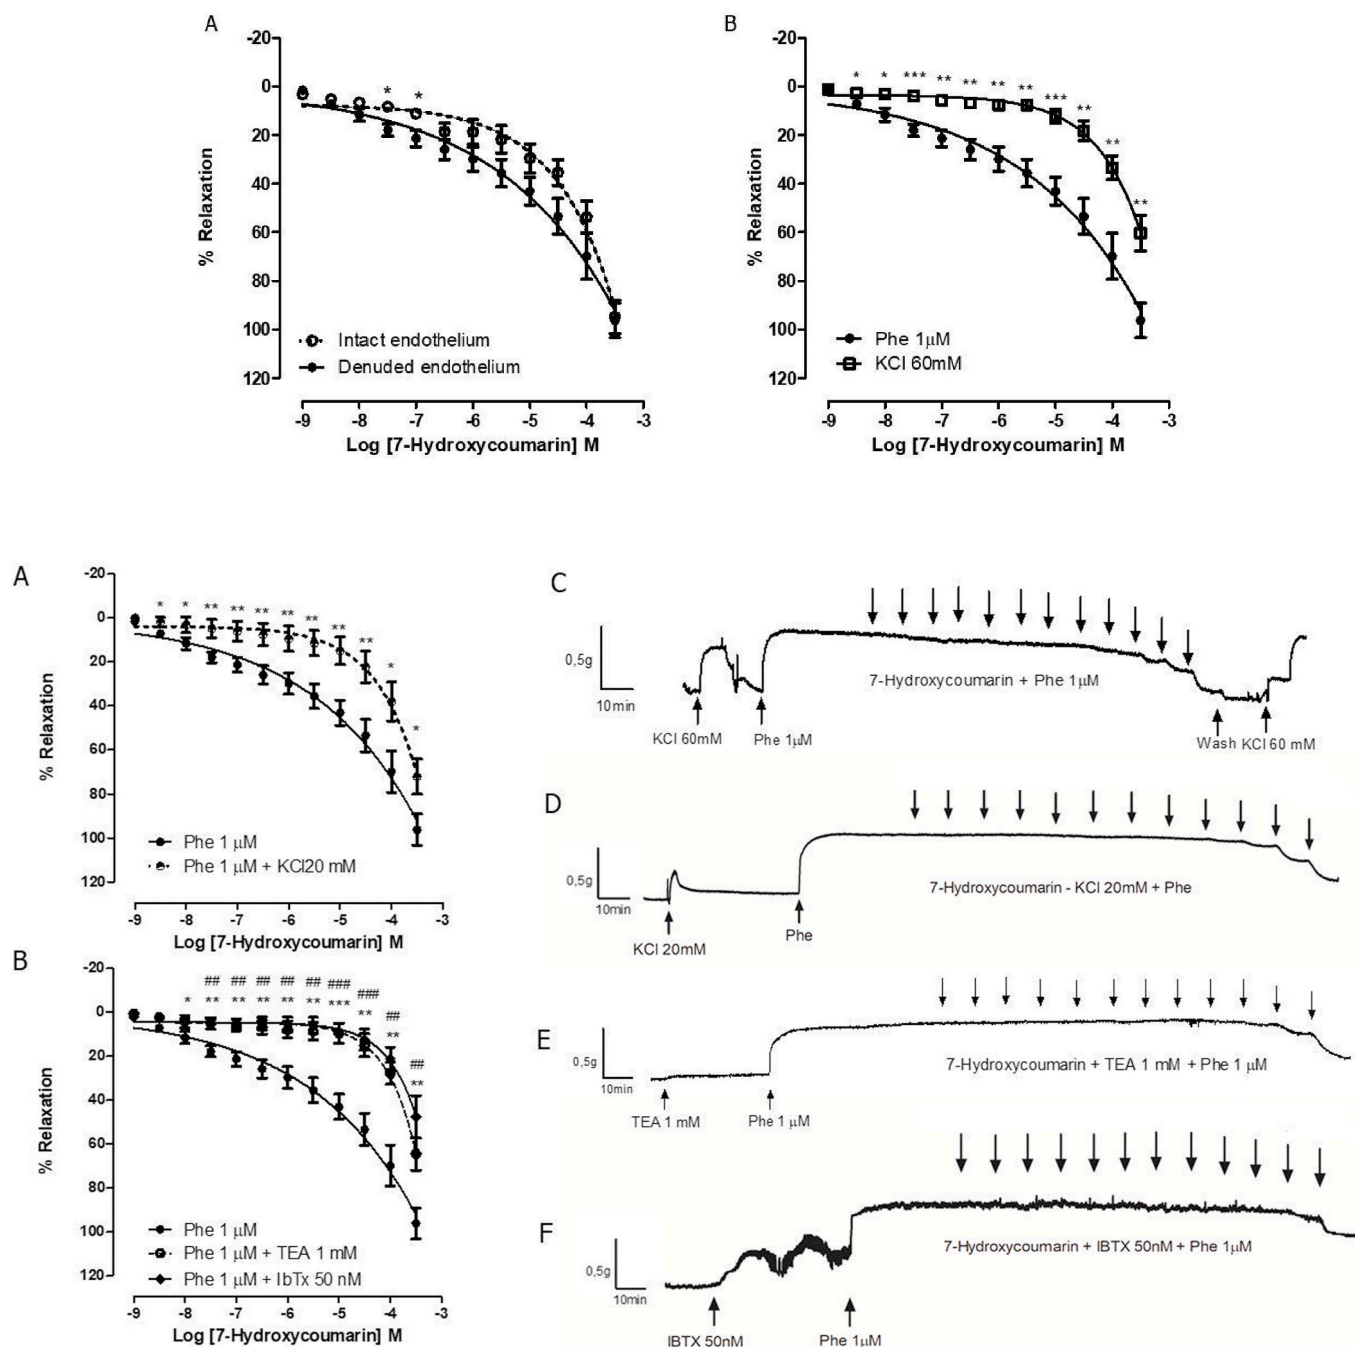 A
-20
0
20
40
60
80
100
120
% Relaxation
* *
Intact endothelium
Denuded endothelium
-9 -8 -7 -6 -5 -4 -3
Log [7-Hydroxycoumarin] M
B
-20
0
20
40
60
80
100
120
% Relaxation
* * *** ** ** ** ** *** ** ** **
Phe 1µM
KCl 60mM
-9 -8 -7 -6 -5 -4 -3
Log [7-Hydroxycoumarin] M
A
-20
0
20
40
60
80
100
120
% Relaxation
* * ** ** ** ** ** ** ** * *
Phe 1 µM
Phe 1 µM + KCl20 mM
-9 -8 -7 -6 -5 -4 -3
Log [7-Hydroxycoumarin] M
B
-20
0
20
40
60
80
100
120
% Relaxation
## ## ## ## ## ### ### ## ##
* ** ** ** ** ** *** ** ** **
Phe 1 µM
Phe 1 µM + TEA 1 mM
Phe 1 µM + IbTx 50 nM
-9 -8 -7 -6 -5 -4 -3
Log [7-Hydroxycoumarin] M
C
0,5g
10min
7-Hydroxycoumarin + Phe 1µM
KCl 60mM Phe 1µM Wash KCl 60 mM
D
0,5g
10min
7-Hydroxycoumarin - KCl 20mM + Phe
KCl 20mM Phe
E
0,5g
10min
7-Hydroxycoumarin + TEA 1 mM + Phe 1 µM
TEA 1 mM Phe 1 µM
F
0,5g
10min
7-Hydroxycoumarin + IBTX 50nM + Phe 1µM
IBTX 50nM Phe 1µM